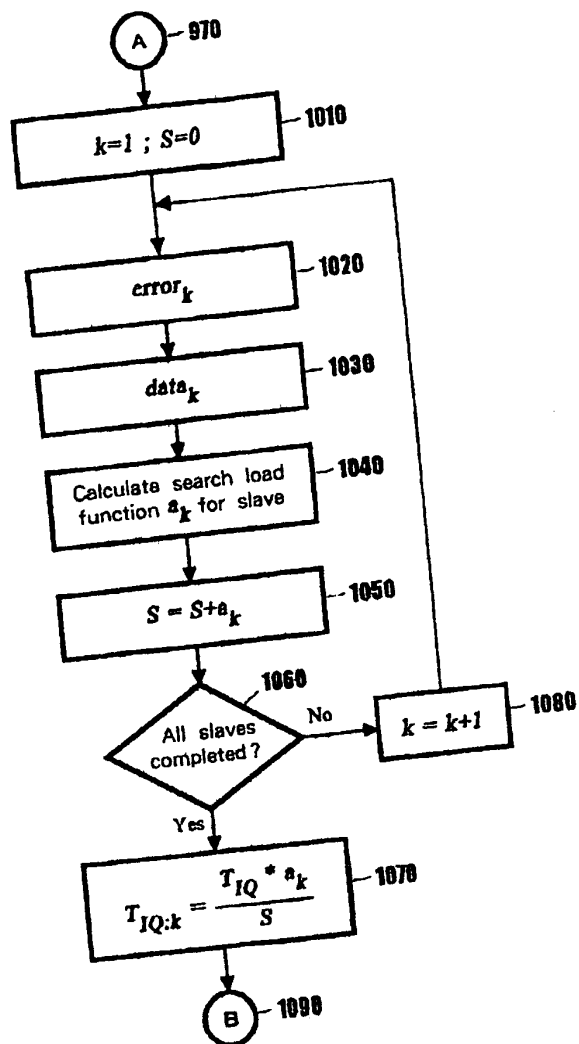 A
970
k=1 ; S=0
1010
error_k
1020
data_k
1030
Calculate search load
function a_k for slave
1040
S = S+a_k
1050
1060
All slaves
completed?
No
k = k+1
1080
Yes
T_IQ:k = T_IQ * a_k / S
1070
B
1090